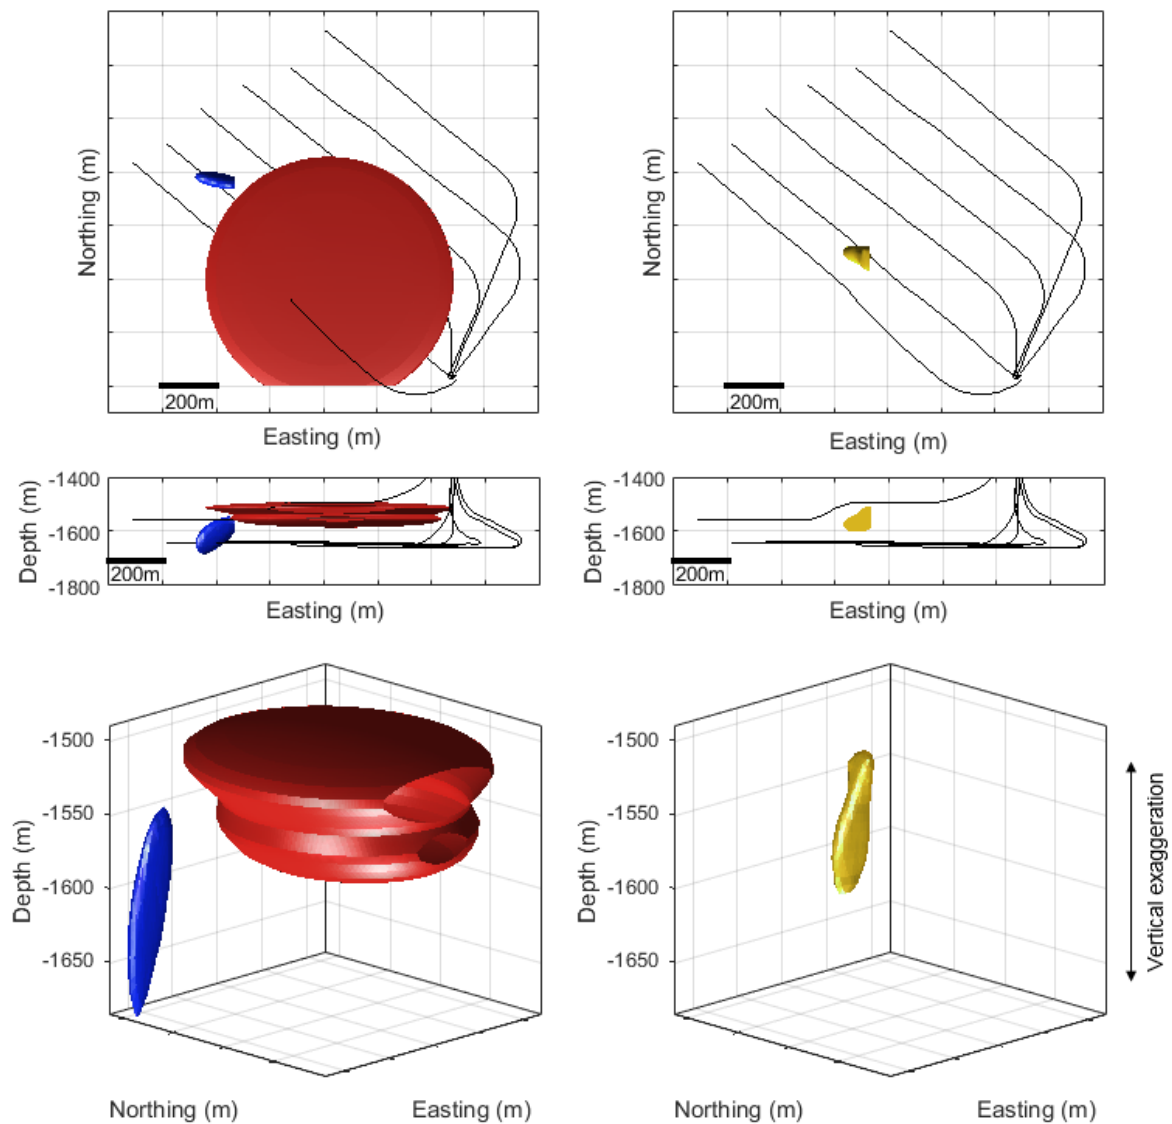 Northing (m)
200m
Easting (m)
Northing (m)
200m
Easting (m)
Depth (m)
-1400
-1600
-1800
200m
Easting (m)
Depth (m)
-1400
-1600
-1800
200m
Easting (m)
Depth (m)
-1500
-1550
-1600
-1650
Northing (m)
Easting (m)
Depth (m)
-1500
-1550
-1600
-1650
Northing (m)
Easting (m)
Vertical exaggeration